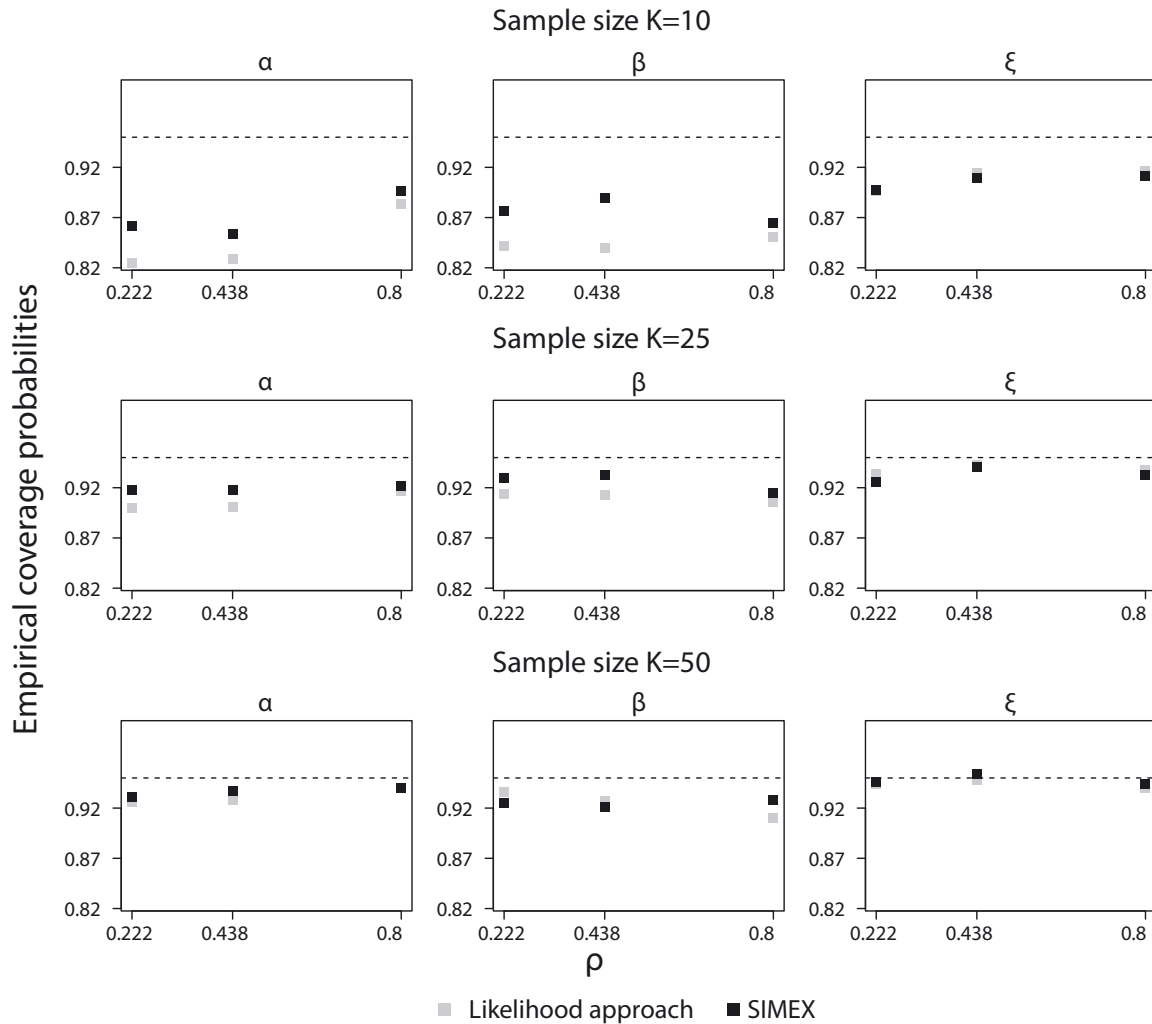 Sample size K=10
α β ξ
0.92 0.92 0.92
0.87 0.87 0.87
0.82 0.82 0.82
0.222 0.438 0.8 0.222 0.438 0.8 0.222 0.438 0.8
Sample size K=25
α β ξ
Empirical coverage probabilities
0.92 0.92 0.92
0.87 0.87 0.87
0.82 0.82 0.82
0.222 0.438 0.8 0.222 0.438 0.8 0.222 0.438 0.8
Sample size K=50
α β ξ
0.92 0.92 0.92
0.87 0.87 0.87
0.82 0.82 0.82
0.222 0.438 0.8 0.222 0.438 0.8 0.222 0.438 0.8
ρ
Likelihood approach SIMEX